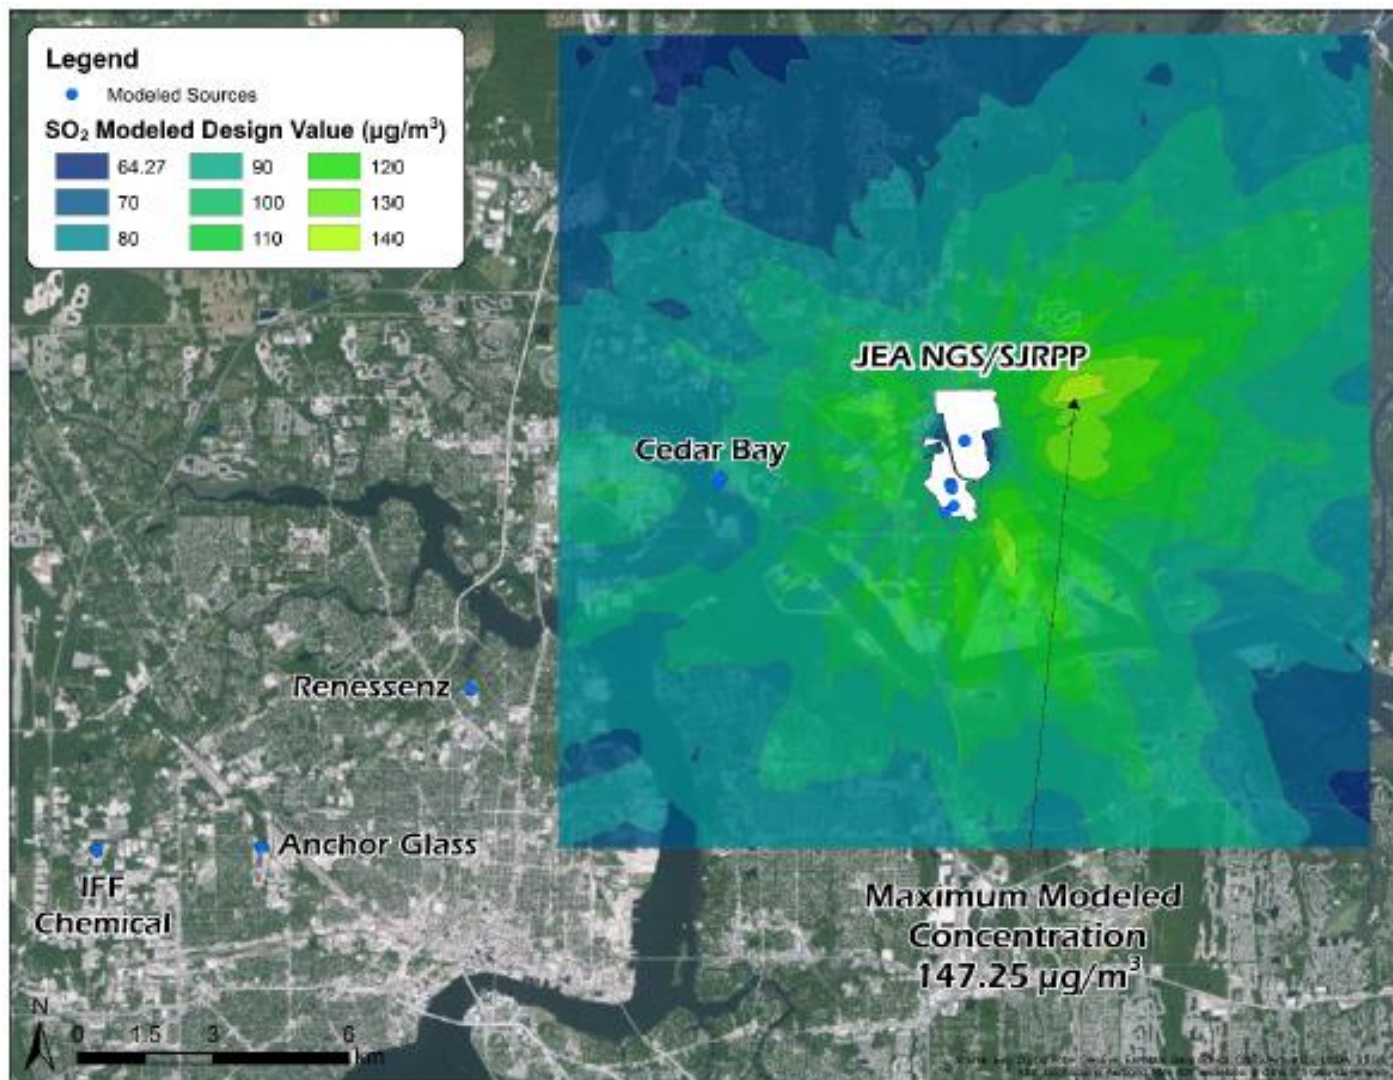 Legend
Modeled Sources
SO₂ Modeled Design Value (µg/m³)
64.27 90 120
70 100 130
80 110 140
JEA NGS/SJRPP
Cedar Bay
Renessenz
Anchor Glass
IFF
Chemical
Maximum Modeled
Concentration
147.25 µg/m³
N
0 1.5 3 6
km